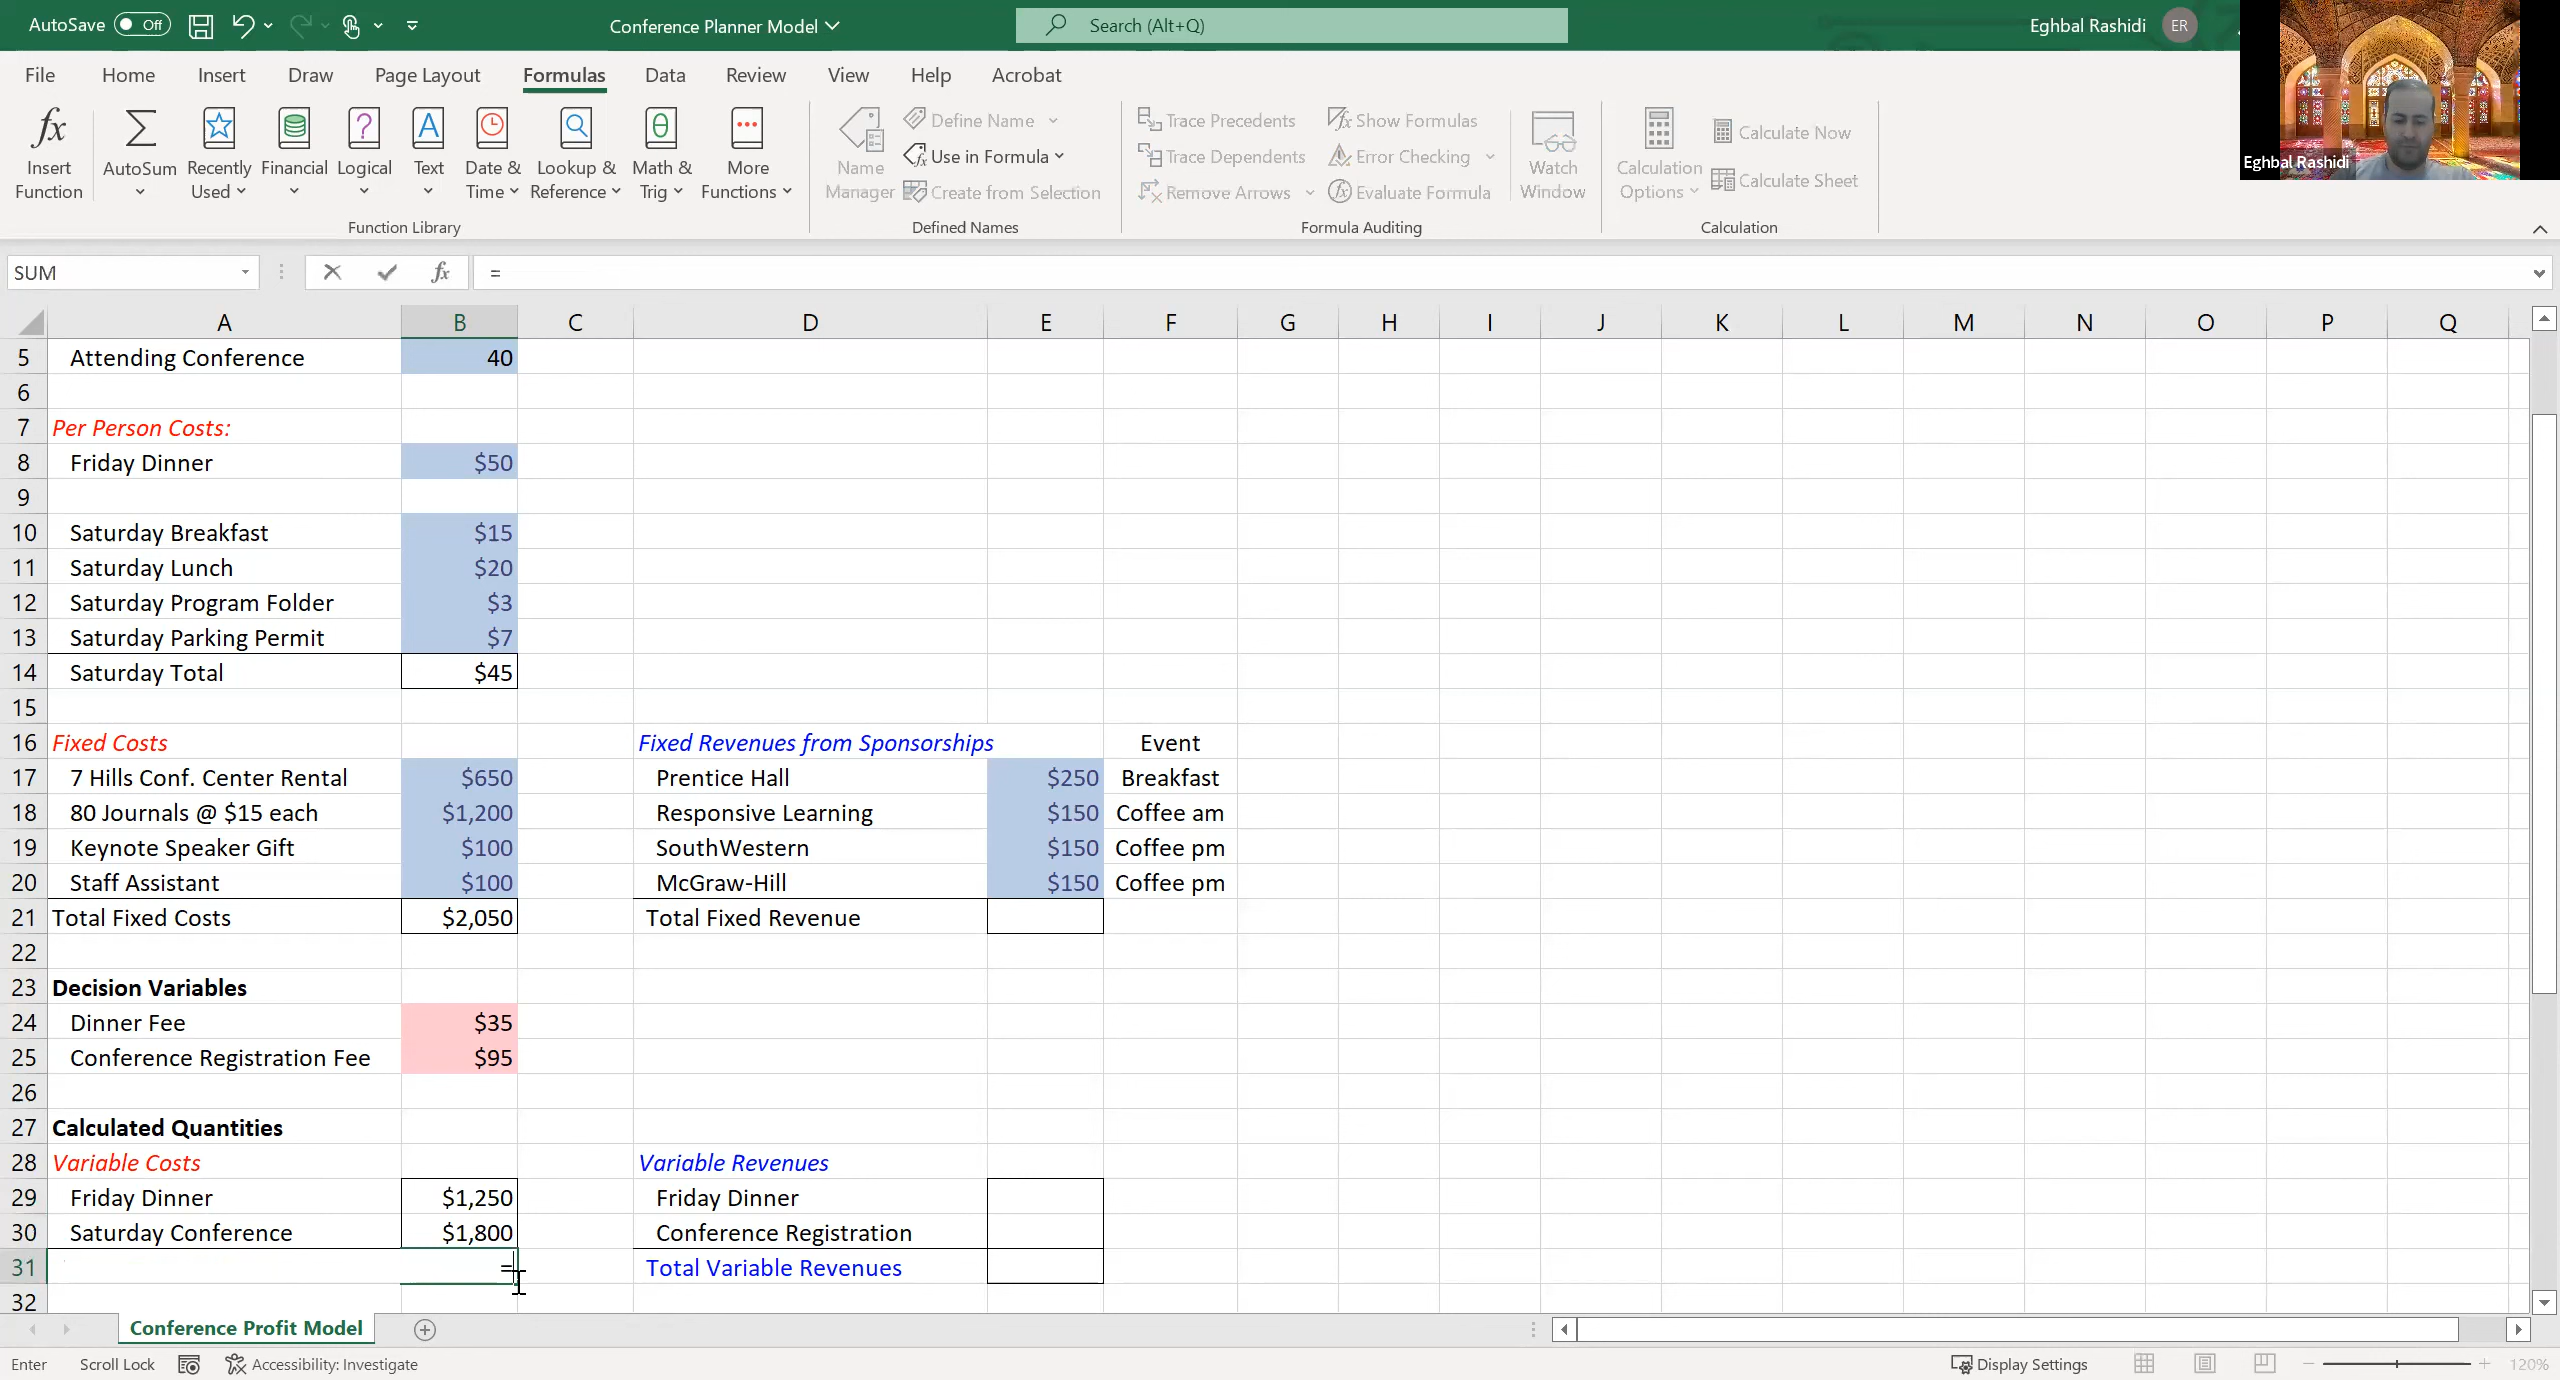 AutoSave Off
Conference Planner Model
Search (Alt+Q)
Eghbal Rashidi ER
Eghbal Rashidi
File Home Insert Draw Page Layout Formulas Data Review View Help Acrobat
Insert Function
AutoSum
Recently Used
Financial
Logical
Text
Date & Time
Lookup & Reference
Math & Trig
More Functions
Function Library
Name Manager
Define Name
Use in Formula
Create from Selection
Defined Names
Trace Precedents
Trace Dependents
Remove Arrows
Show Formulas
Error Checking
Evaluate Formula
Formula Auditing
Watch Window
Calculation Options
Calculate Now
Calculate Sheet
Calculation
SUM fx =
A B C D E F G H I J K L M N O P Q
5 Attending Conference 40
6
7 Per Person Costs:
8 Friday Dinner $50
9
10 Saturday Breakfast $15
11 Saturday Lunch $20
12 Saturday Program Folder $3
13 Saturday Parking Permit $7
14 Saturday Total $45
15
16 Fixed Costs Fixed Revenues from Sponsorships Event
17 7 Hills Conf. Center Rental $650 Prentice Hall $250 Breakfast
18 80 Journals @ $15 each $1,200 Responsive Learning $150 Coffee am
19 Keynote Speaker Gift $100 SouthWestern $150 Coffee pm
20 Staff Assistant $100 McGraw-Hill $150 Coffee pm
21 Total Fixed Costs $2,050 Total Fixed Revenue
22
23 Decision Variables
24 Dinner Fee $35
25 Conference Registration Fee $95
26
27 Calculated Quantities
28 Variable Costs Variable Revenues
29 Friday Dinner $1,250 Friday Dinner
30 Saturday Conference $1,800 Conference Registration
31 = Total Variable Revenues
32
Conference Profit Model
Enter Scroll Lock Accessibility: Investigate Display Settings 120%